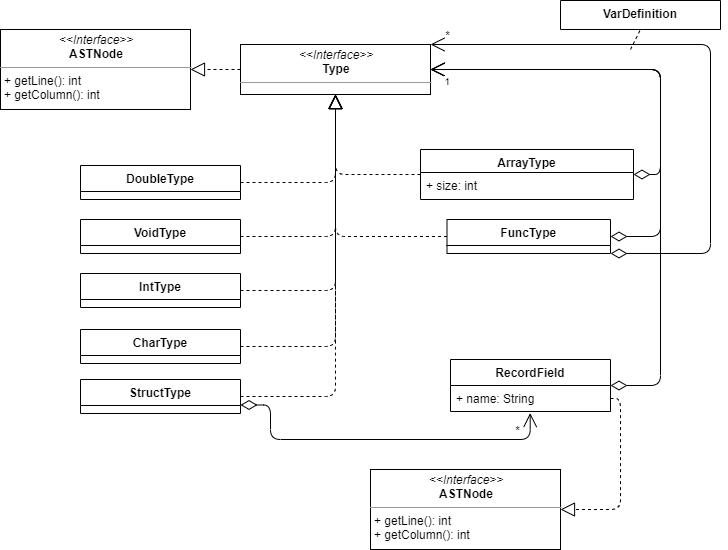 VarDefinition
<<Interface>>
ASTNode
+ getLine(): int
+ getColumn(): int
<<Interface>>
Type
*
1
DoubleType
ArrayType
+ size: int
VoidType
FuncType
IntType
CharType
StructType
RecordField
+ name: String
*
<<Interface>>
ASTNode
+ getLine(): int
+ getColumn(): int